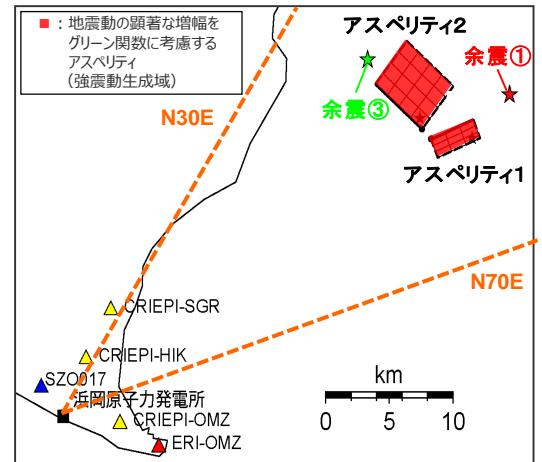 ■：地震動の顕著な増幅を
グリーン関数に考慮する
アスペリティ
（強震動生成域）
アスペリティ2
余震①
余震③
N30E
アスペリティ1
N70E
CRIEPI-SGR
CRIEPI-HIK
SZO017
浜岡原子力発電所
CRIEPI-OMZ
ERI-OMZ
km
0 5 10